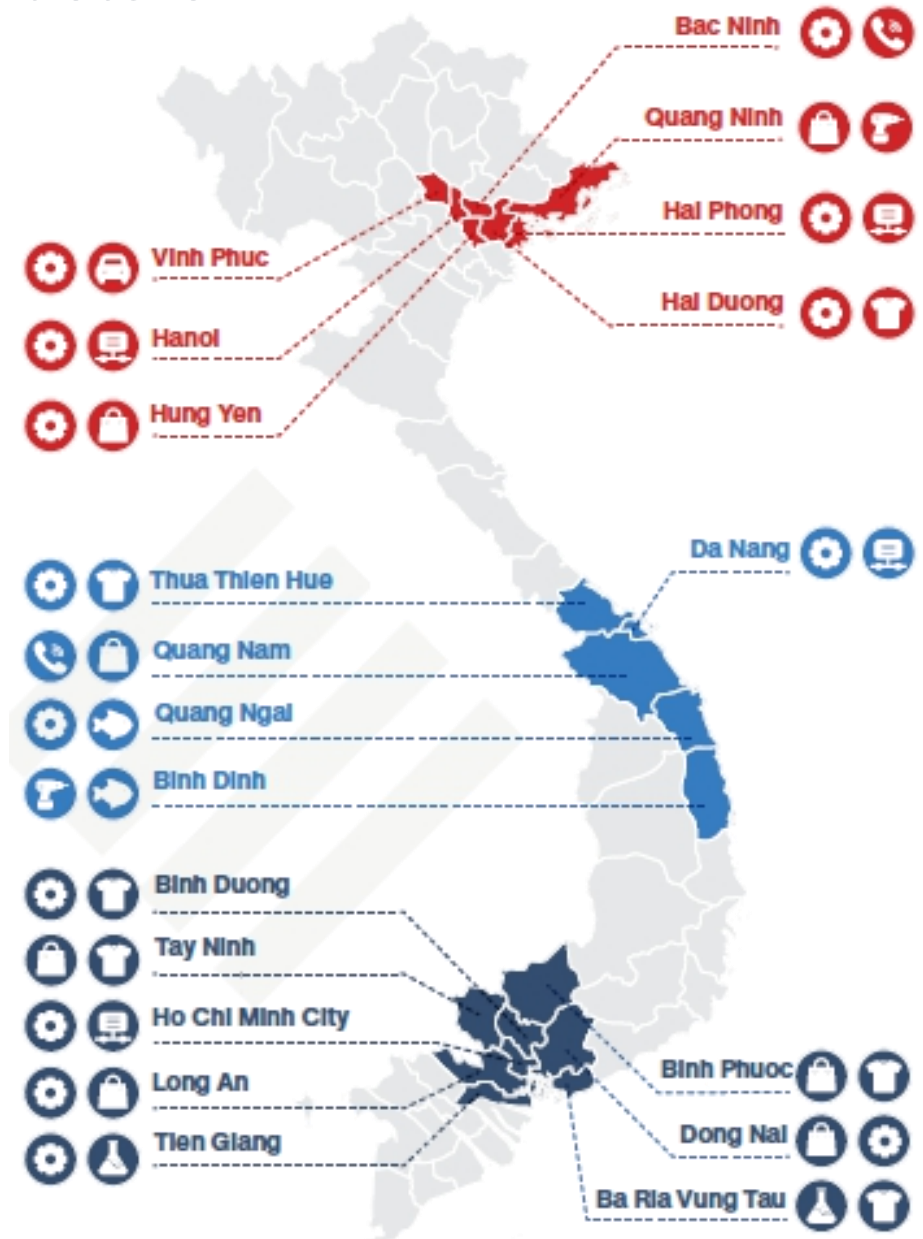 Bac Ninh
Quang Ninh
Hai Phong
Hai Duong
Vinh Phuc
Hanoi
Hung Yen
Da Nang
Thua Thien Hue
Quang Nam
Quang Ngai
Binh Dinh
Binh Duong
Tay Ninh
Ho Chi Minh City
Long An
Tien Giang
Binh Phuoc
Dong Nai
Ba Ria Vung Tau